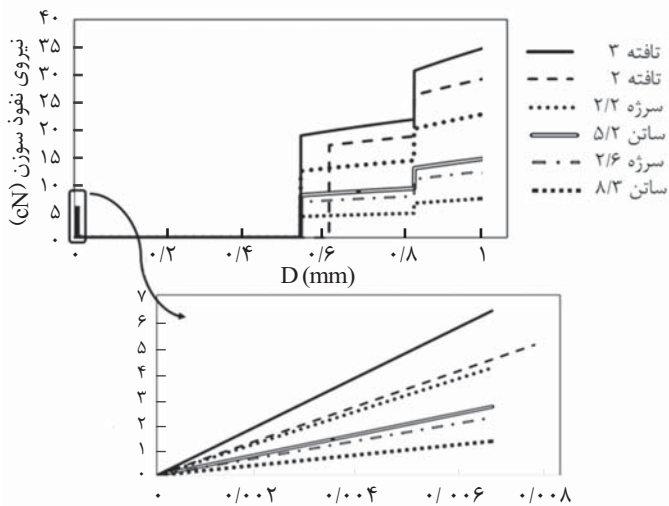 نیروی نفوذ سوزن (cN)
۴۰
۳۵
۳۰
۲۵
۲۰
۱۵
۱۰
۵
۰
۰ ۰/۲ ۰/۴ ۰/۶ ۰/۸ ۱
D (mm)
تافته ۳
تافته ۲
سرژه ۲/۲
ساتن ۵/۲
سرژه ۲/۶
ساتن ۸/۳
۷
۶
۵
۴
۳
۲
۱
۰
۰ ۰/۰۰۲ ۰/۰۰۴ ۰/۰۰۶ ۰/۰۰۸